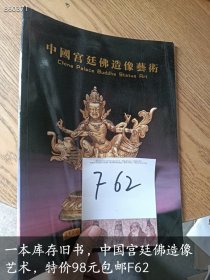 中國宮廷佛造像藝術
China Palace Buddha Statue Art
F62
一本库存旧书，中国宫廷佛造像
艺术，特价98元包邮F62